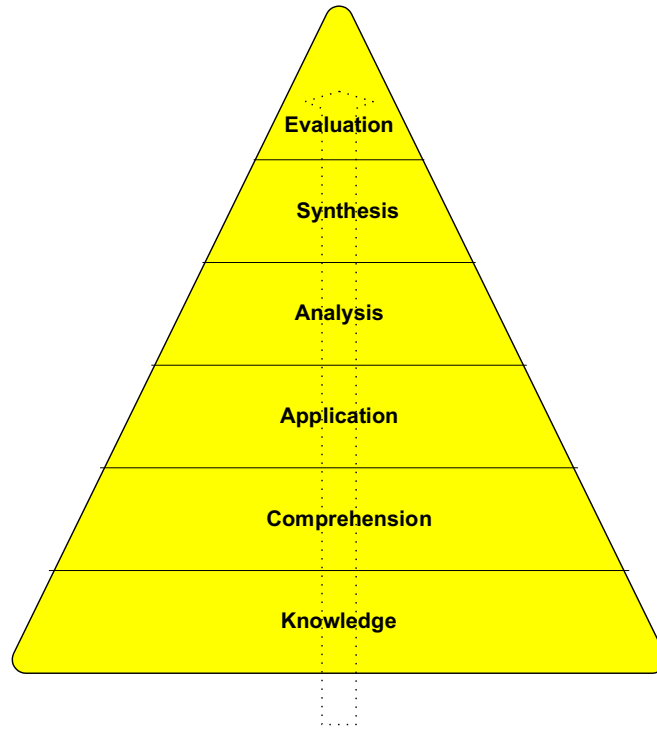 Evaluation
Synthesis
Analysis
Application
Comprehension
Knowledge